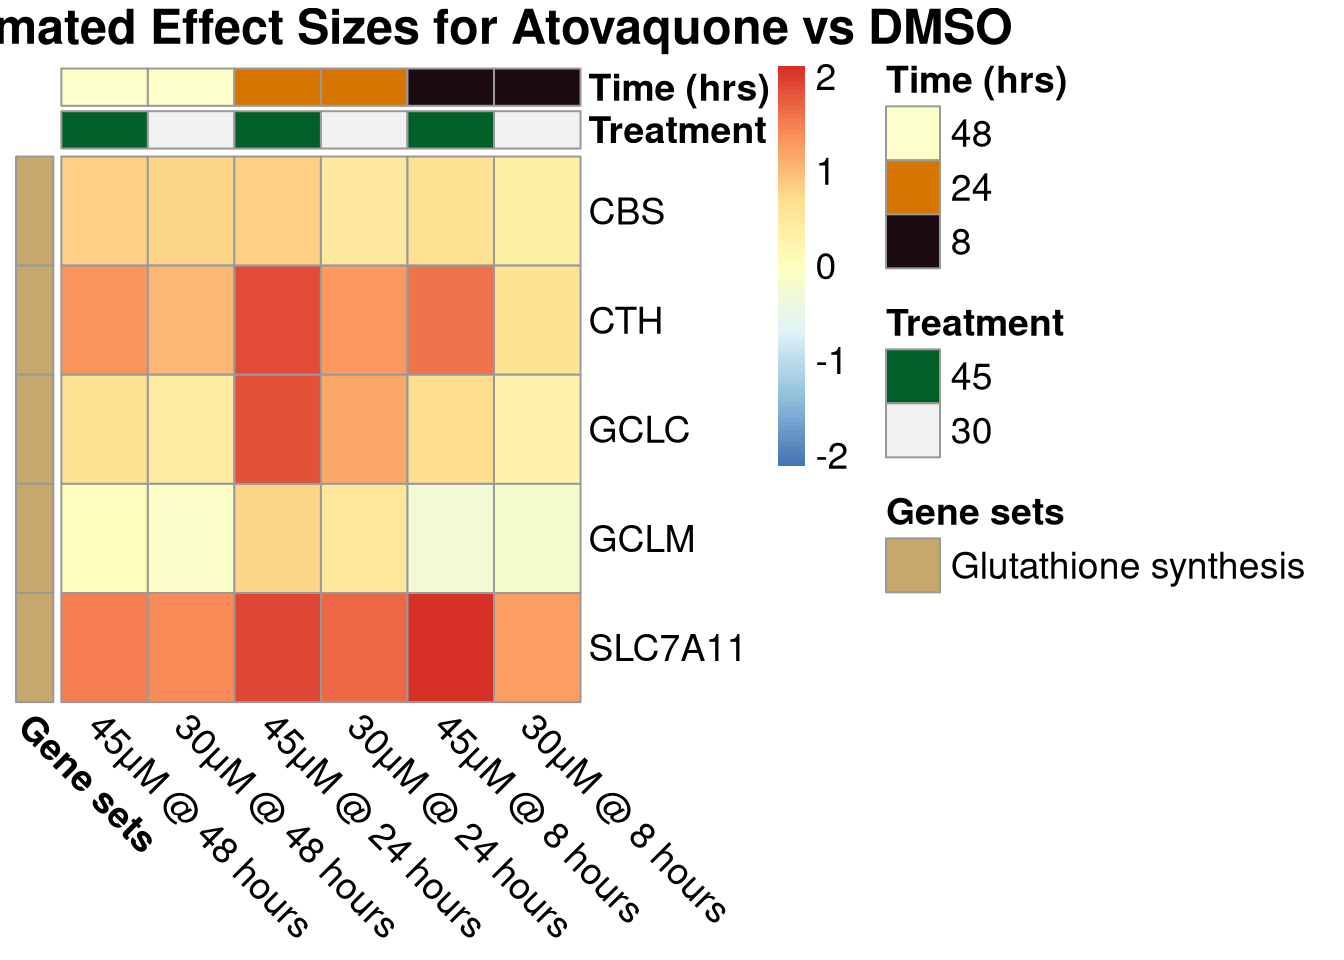 mated Effect Sizes for Atovaquone vs DMSO
Time (hrs)
Treatment
CBS
CTH
GCLC
GCLM
SLC7A11
Gene sets
45µM @ 48 hours
30µM @ 48 hours
45µM @ 24 hours
30µM @ 24 hours
45µM @ 8 hours
30µM @ 8 hours
2
1
0
-1
-2
Time (hrs)
48
24
8
Treatment
45
30
Gene sets
Glutathione synthesis